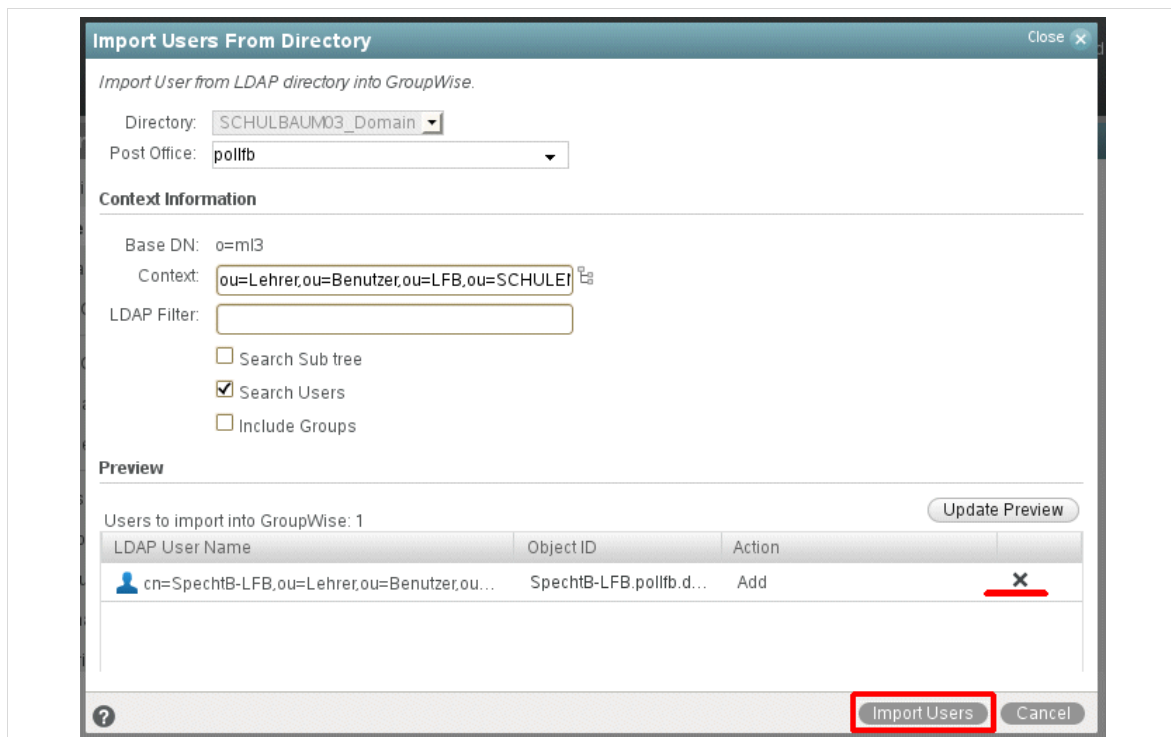 Import Users From Directory Close
Import User from LDAP directory into GroupWise.
Directory: SCHULBAUM03_Domain
Post Office: pollfb
Context Information
Base DN: o=ml3
Context: ou=Lehrer,ou=Benutzer,ou=LFB,ou=SCHULEN
LDAP Filter:
Search Sub tree
Search Users
Include Groups
Preview
Update Preview
Users to import into GroupWise: 1
LDAP User Name Object ID Action
cn=SpechtB-LFB,ou=Lehrer,ou=Benutzer,ou... SpechtB-LFB.pollfb.d... Add
? Import Users Cancel